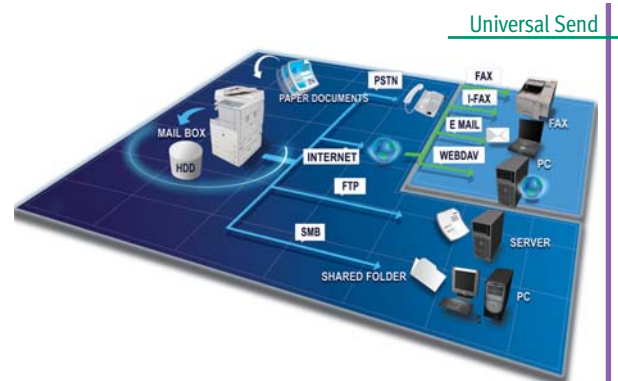 Universal Send
PSTN
FAX
PAPER DOCUMENTS
I-FAX
FAX
E MAIL
MAIL BOX
INTERNET
WEBDAV
PC
HDD
FTP
SERVER
SMB
SHARED FOLDER
PC